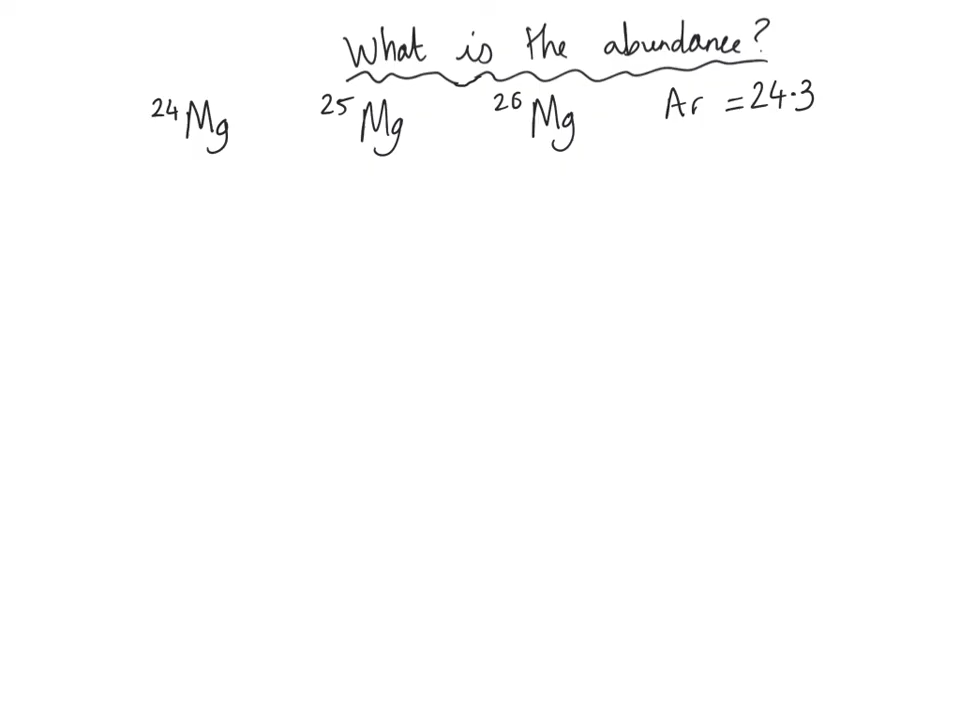 What is the abundance?
²⁴Mg ²⁵Mg ²⁶Mg Ar = 24·3